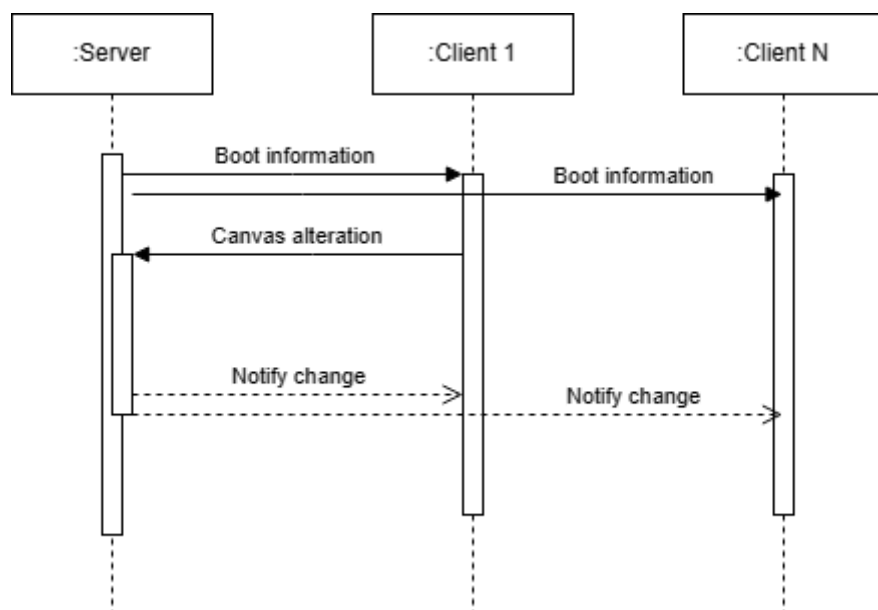 :Server
:Client 1
:Client N
Boot information
Boot information
Canvas alteration
Notify change
Notify change